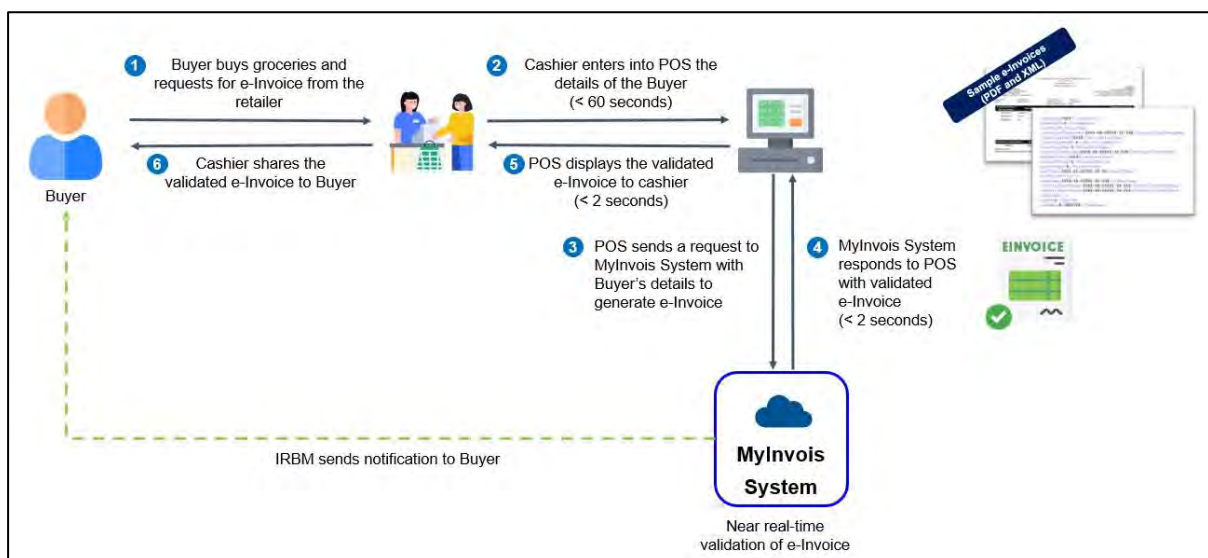 1
Buyer buys groceries and
requests for e-Invoice from the
retailer
2
Cashier enters into POS the
details of the Buyer
(< 60 seconds)
Sample e-Invoices
(PDF and XML)
6
Cashier shares the
validated e-Invoice to Buyer
5
POS displays the validated
e-Invoice to cashier
(< 2 seconds)
Buyer
3
POS sends a request to
MyInvois System with
Buyer's details to
generate e-Invoice
4
MyInvois System
responds to POS
with validated
e-Invoice
(< 2 seconds)
EINVOICE
IRBM sends notification to Buyer
MyInvois
System
Near real-time
validation of e-Invoice